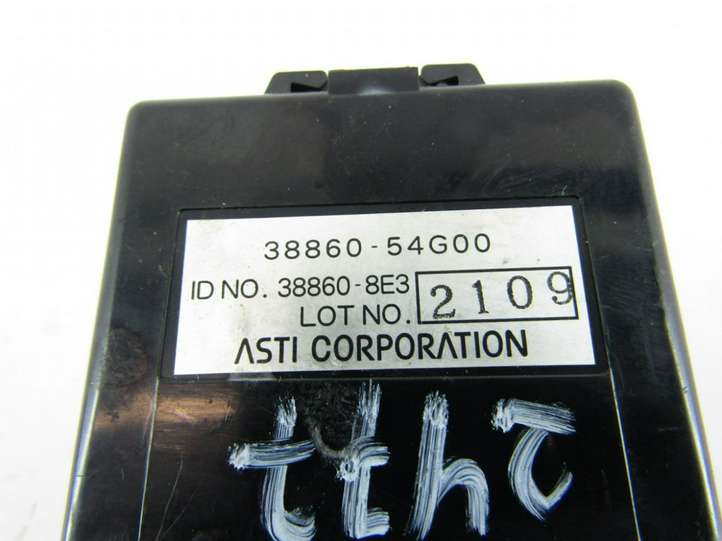 38860-54G00
ID NO. 38860-8E3
LOT NO. 2109
ASTI CORPORATION